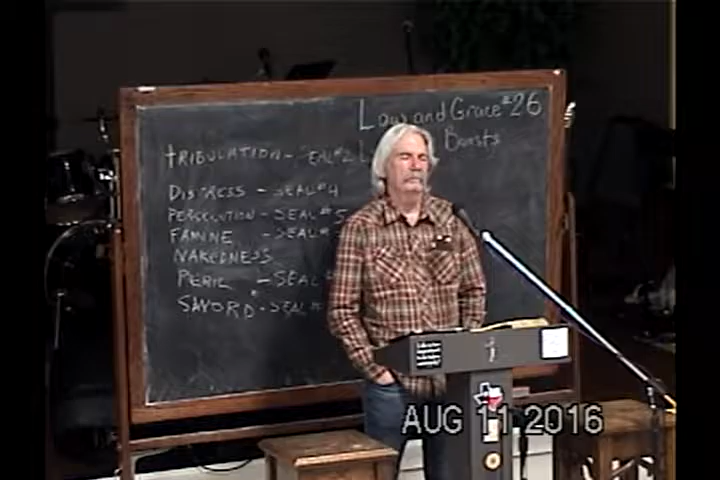 Law and Grace #26
Boasts
TRIBULATION - SEAL #2
DISTRESS - SEAL #4
PERSECUTION - SEAL # 5
FAMINE - SEAL #
NAKEDNESS
PERIL - SEAL
SWORD - SEAL #
AUG 11 2016